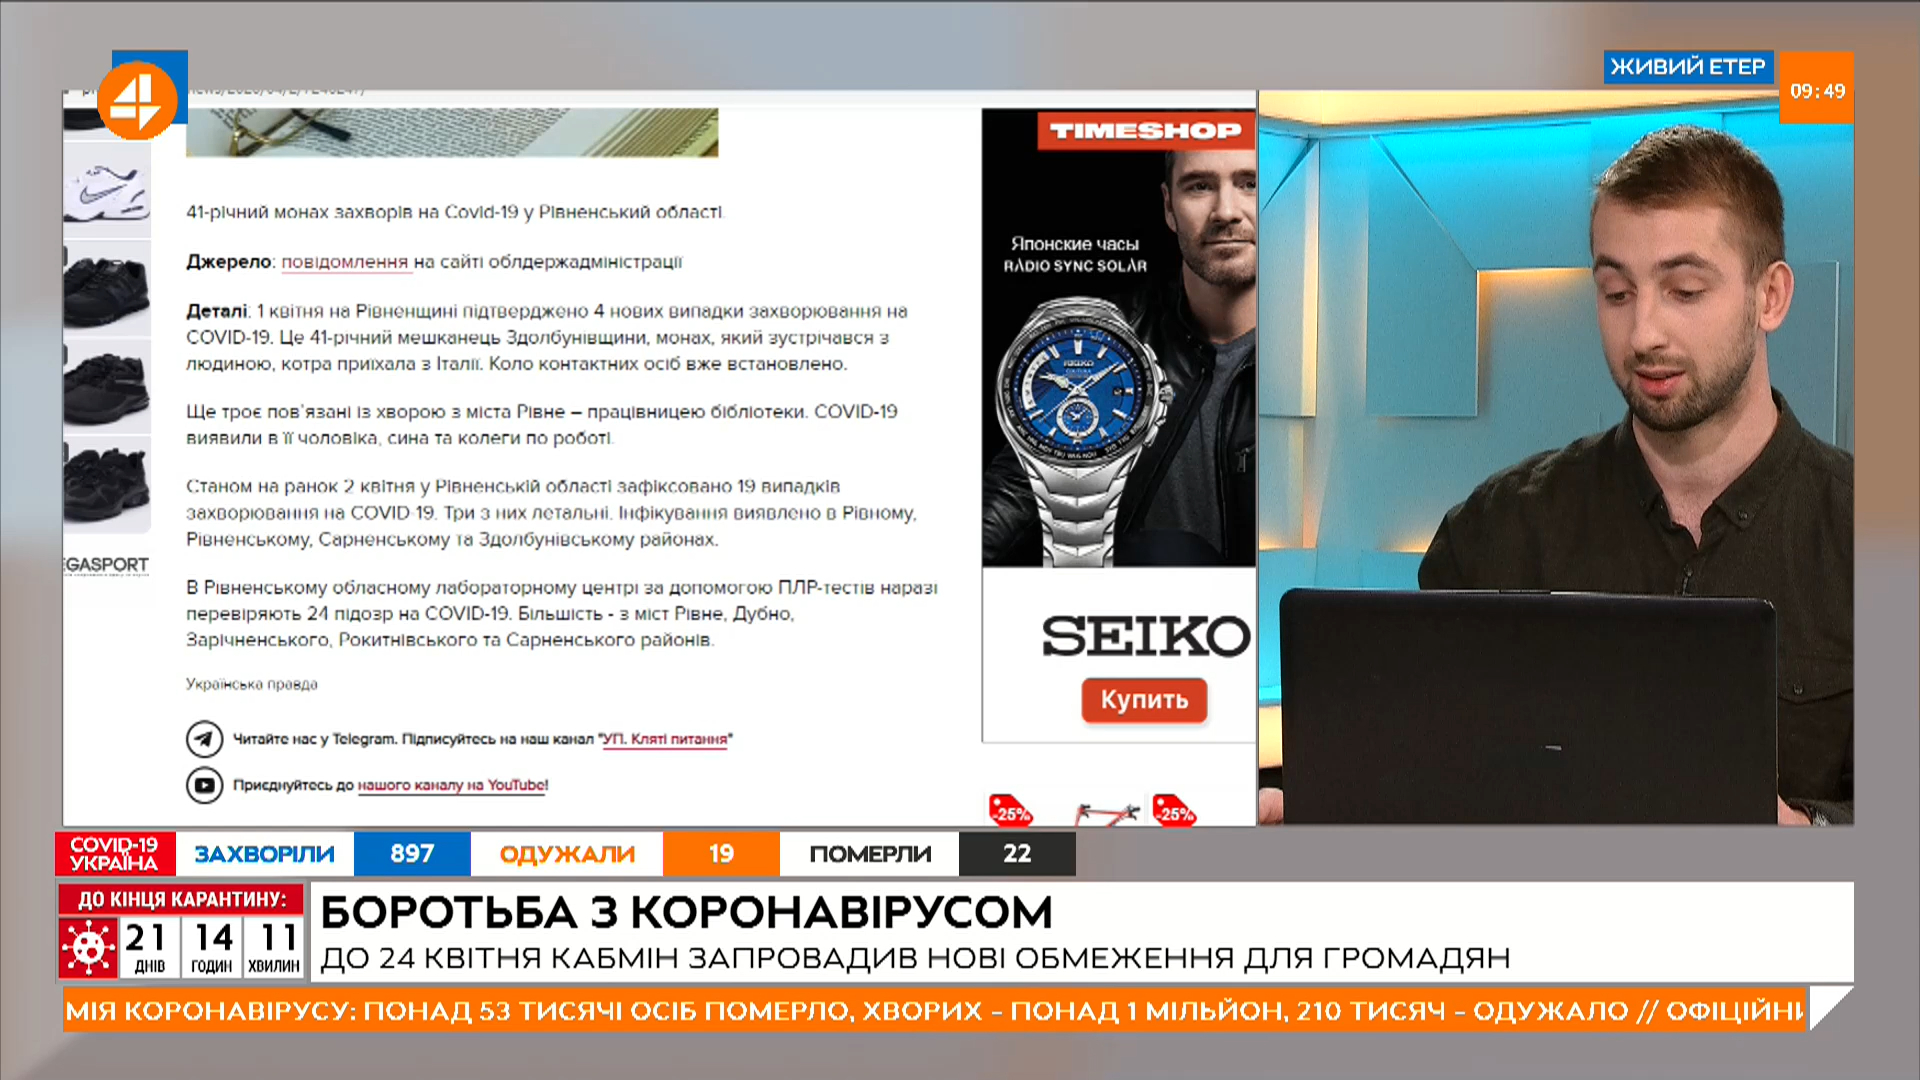 ЖИВИЙ ЕТЕР
09:49
4
41-річний монах захворів на Covid-19 у Рівненський області.
Джерело: повідомлення на сайті облдержадміністрації
Деталі: 1 квітня на Рівненщині підтверджено 4 нових випадки захворювання на
COVID-19. Це 41-річний мешканець Здолбунівщини, монах, який зустрічався з
людиною, котра приїхала з Італії. Коло контактних осіб вже встановлено.
Ще троє пов'язані із хворою з міста Рівне – працівницею бібліотеки. COVID-19
виявили в її чоловіка, сина та колеги по роботі.
Станом на ранок 2 квітня у Рівненській області зафіксовано 19 випадків
захворювання на COVID-19. Три з них летальні. Інфікування виявлено в Рівному,
Рівненському, Сарненському та Здолбунівському районах.
В Рівненському обласному лабораторному центрі за допомогою ПЛР-тестів наразі
перевіряють 24 підозр на COVID-19. Більшість - з міст Рівне, Дубно,
Зарічненського, Рокитнівського та Сарненського районів.
Українська правда
Читайте нас у Telegram. Підписуйтесь на наш канал "УП. Кляті питання"
Приєднуйтесь до нашого каналу на YouTube!
EGASPORT
TIMESHOP
Японские часы
RADIO SYNC SOLAR
SEIKO
SEIKO
Купить
-25%
-25%
COVID-19
УКРАЇНА
ЗАХВОРІЛИ 897 ОДУЖАЛИ 19 ПОМЕРЛИ 22
ДО КІНЦЯ КАРАНТИНУ:
21 14 11
ДНІВ ГОДИН ХВИЛИН
БОРОТЬБА З КОРОНАВІРУСОМ
ДО 24 КВІТНЯ КАБМІН ЗАПРОВАДИВ НОВІ ОБМЕЖЕННЯ ДЛЯ ГРОМАДЯН
МІЯ КОРОНАВІРУСУ: ПОНАД 53 ТИСЯЧІ ОСІБ ПОМЕРЛО, ХВОРИХ – ПОНАД 1 МІЛЬЙОН, 210 ТИСЯЧ – ОДУЖАЛО // ОФІЦІЙНИ